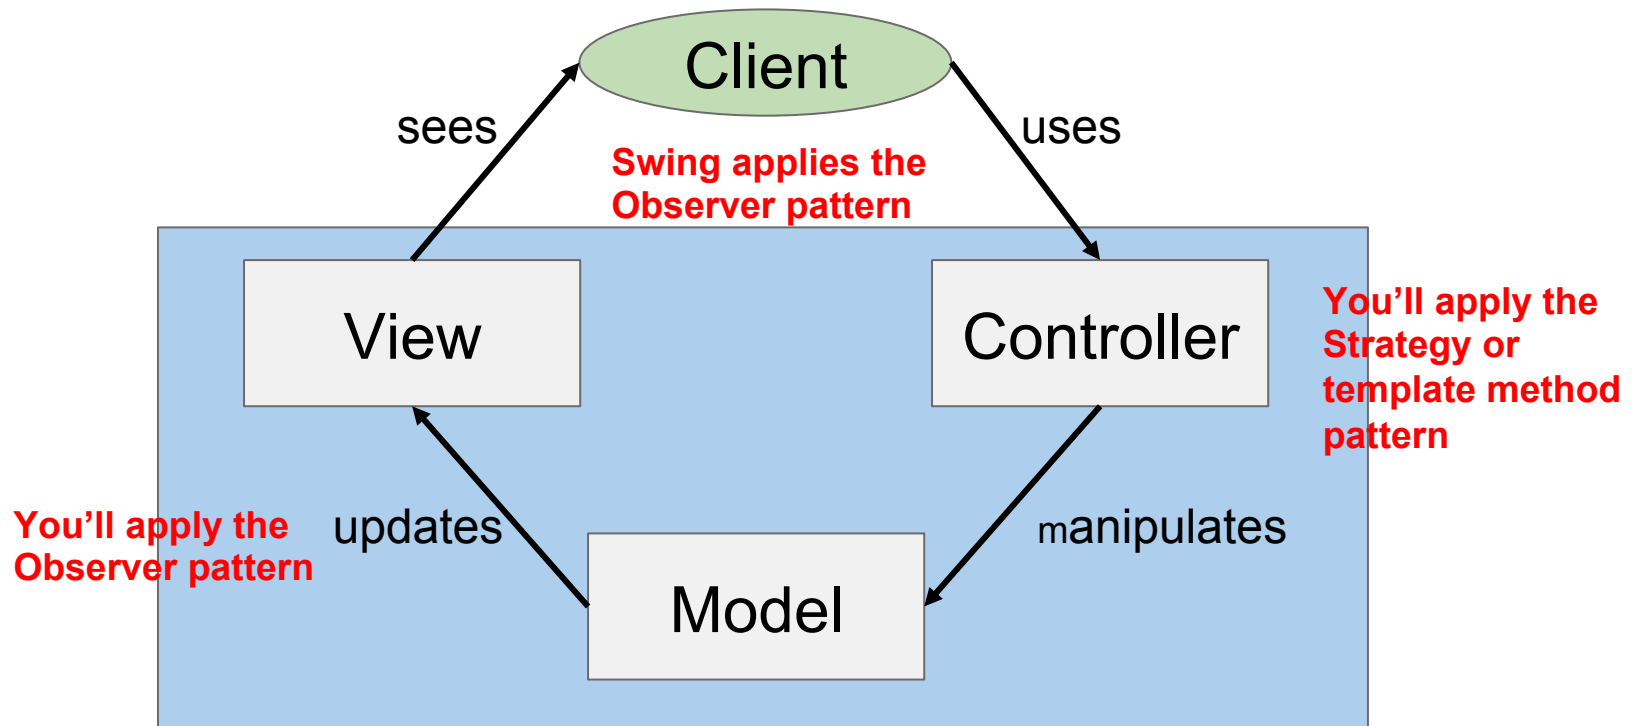 Client
sees
uses
Swing applies the
Observer pattern
View
Controller
You’ll apply the
Strategy or
template method
pattern
You’ll apply the
Observer pattern
updates
manipulates
Model